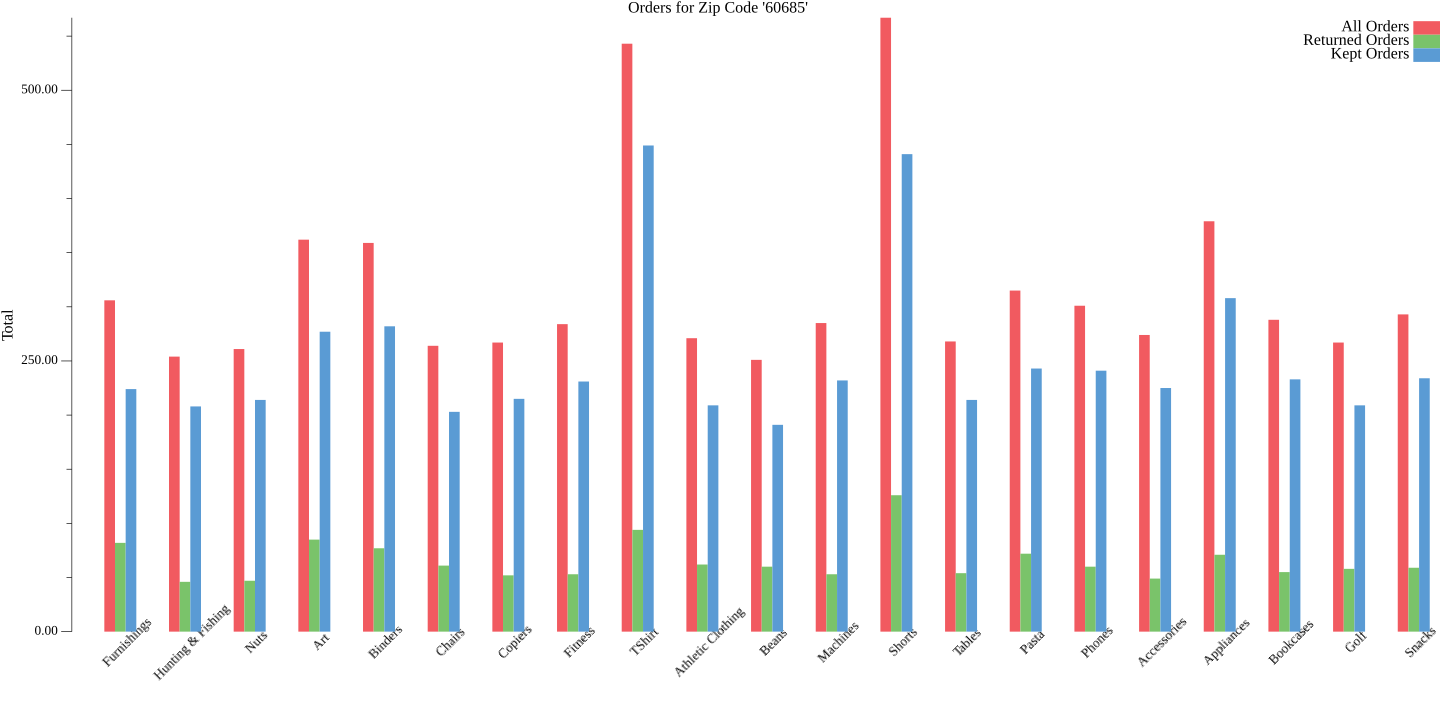 Orders for Zip Code '60685'
All Orders
Returned Orders
Kept Orders
Total
500.00
250.00
0.00
Furnishings
Hunting & Fishing
Nuts
Art
Binders
Chairs
Copiers
Fitness
TShirt
Athletic Clothing
Beans
Machines
Shorts
Tables
Pasta
Phones
Accessories
Appliances
Bookcases
Golf
Snacks